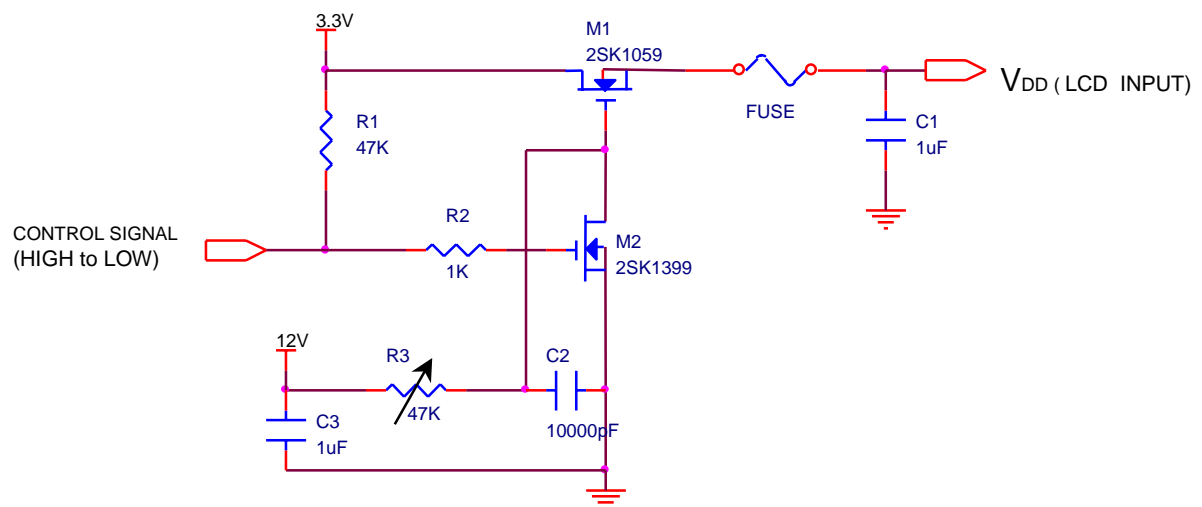 3.3V
M1
2SK1059
FUSE
VDD ( LCD INPUT)
R1
47K
C1
1uF
CONTROL SIGNAL
(HIGH to LOW)
R2
1K
M2
2SK1399
12V
R3
47K
C2
10000pF
C3
1uF